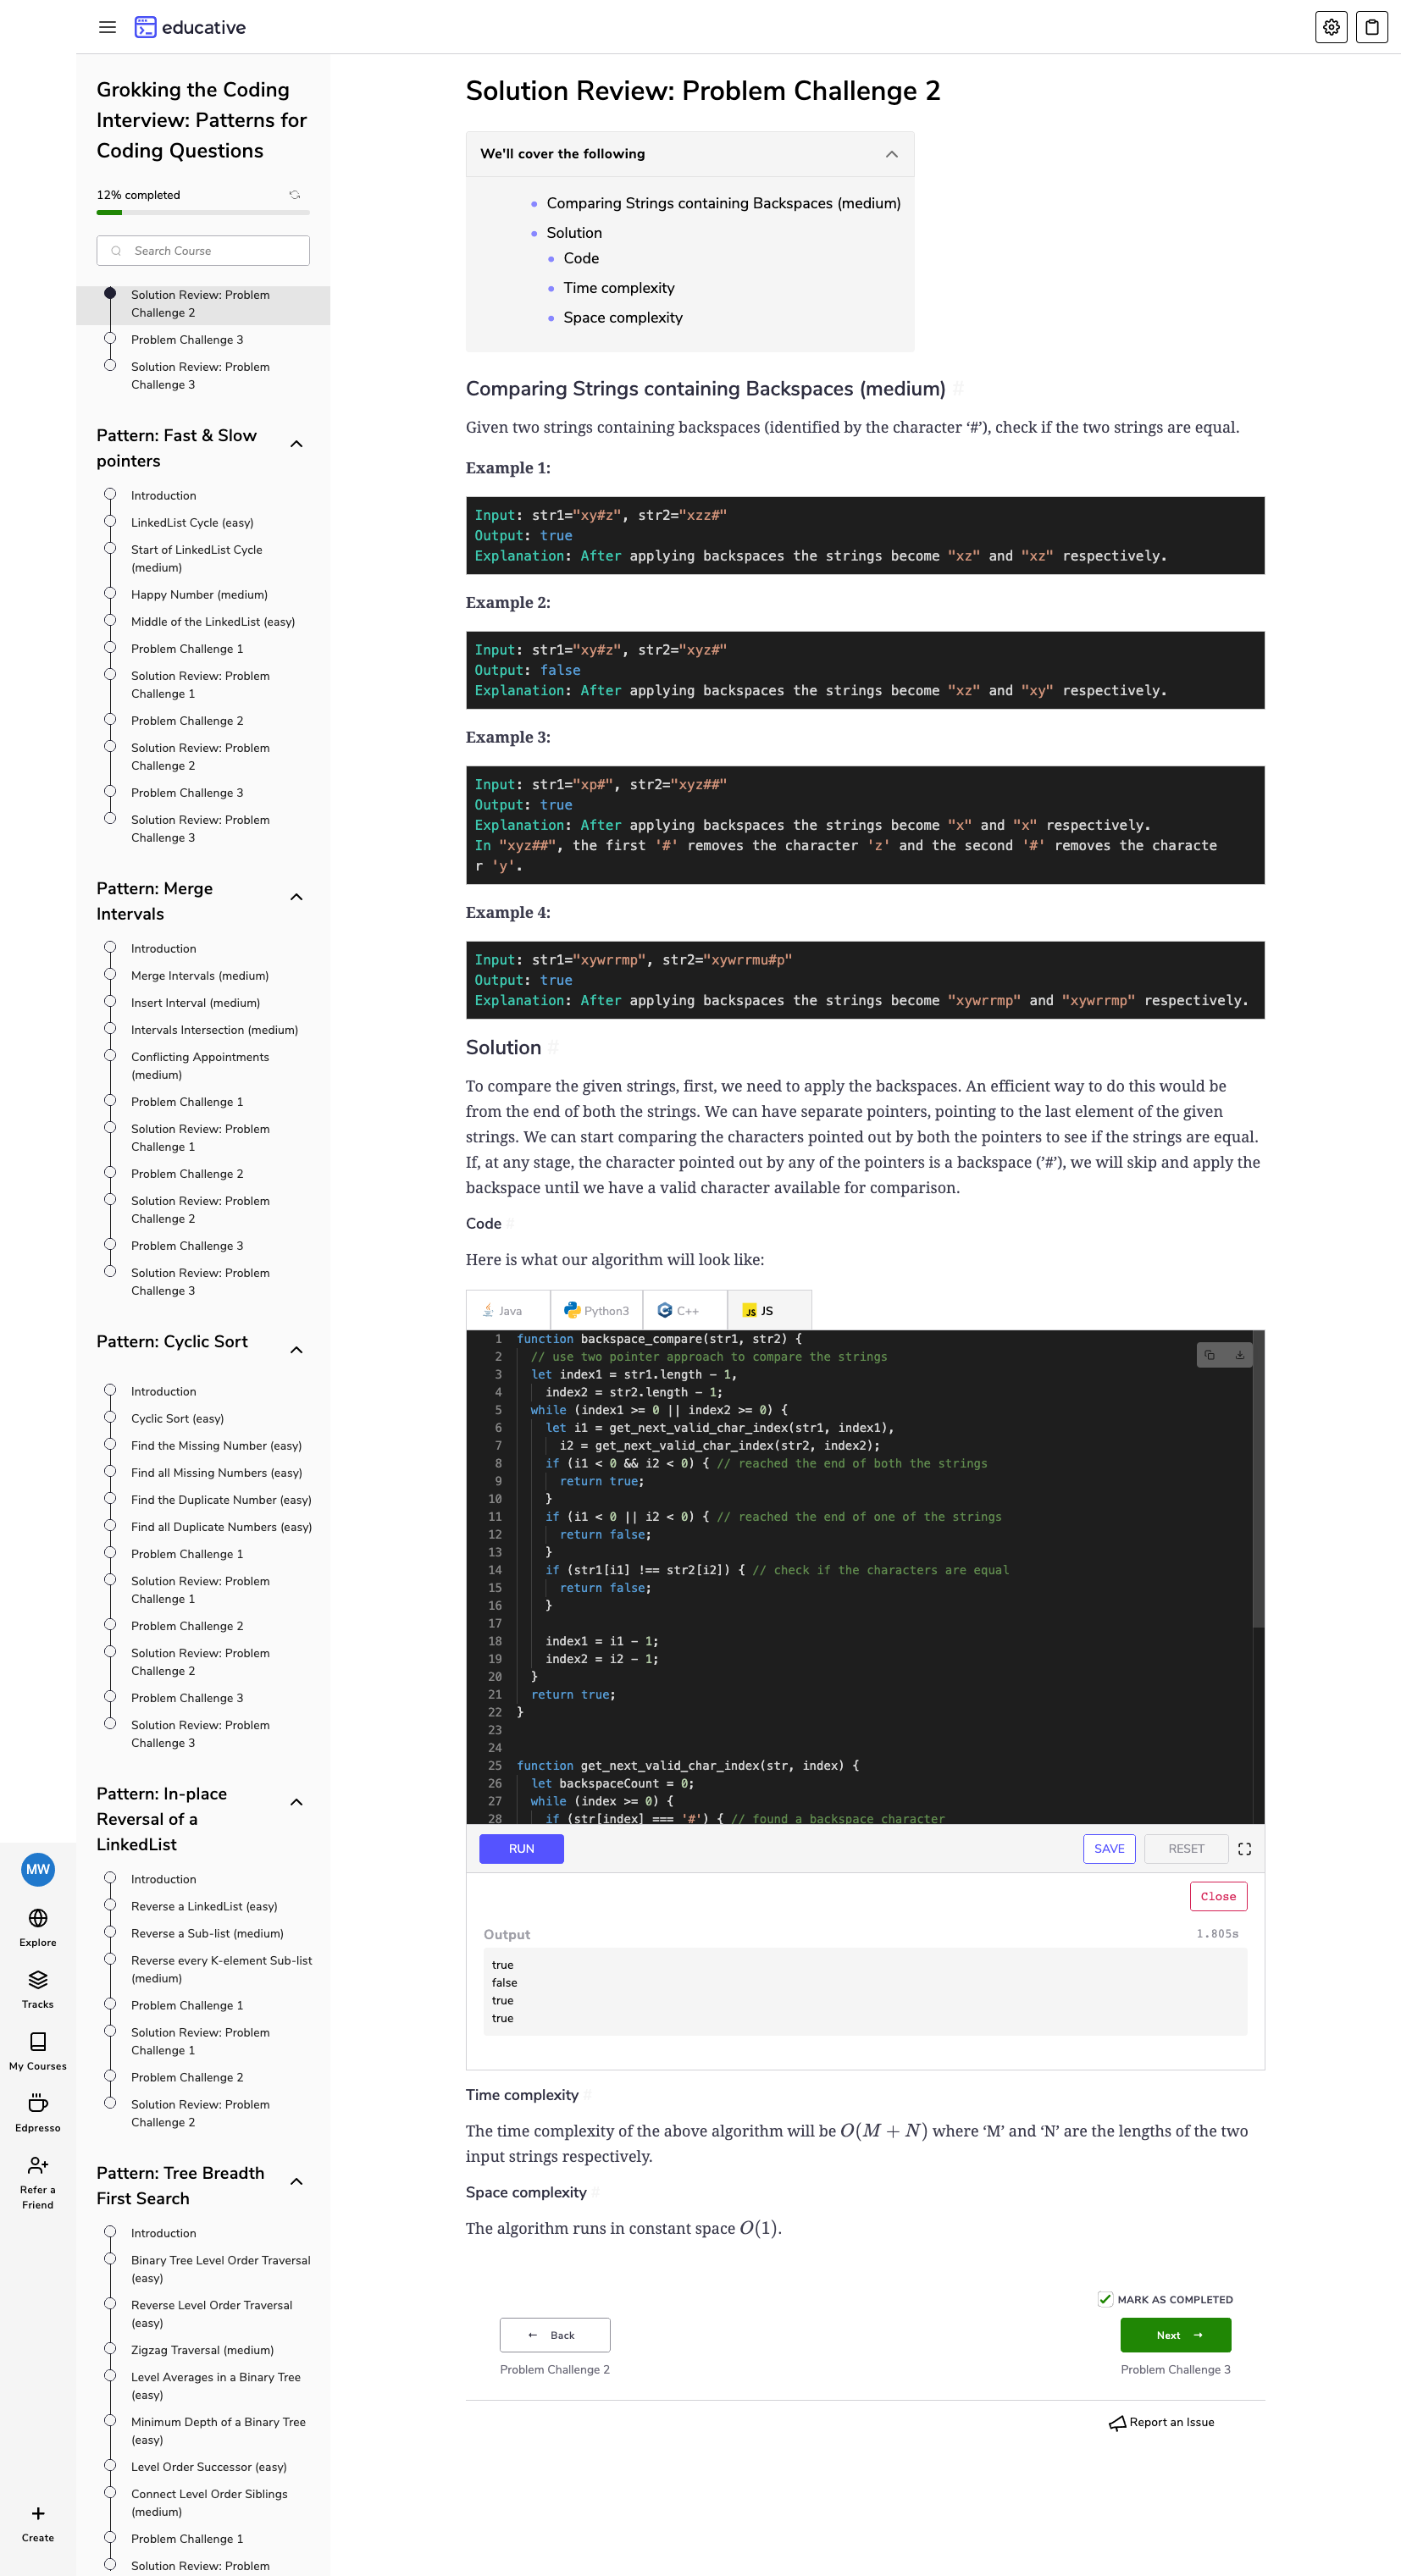 educative
Grokking the Coding
Interview: Patterns for
Coding Questions
12% completed
Search Course
Solution Review: Problem
Challenge 2
Problem Challenge 3
Solution Review: Problem
Challenge 3
Pattern: Fast & Slow
pointers
Introduction
LinkedList Cycle (easy)
Start of LinkedList Cycle
(medium)
Happy Number (medium)
Middle of the LinkedList (easy)
Problem Challenge 1
Solution Review: Problem
Challenge 1
Problem Challenge 2
Solution Review: Problem
Challenge 2
Problem Challenge 3
Solution Review: Problem
Challenge 3
Pattern: Merge
Intervals
Introduction
Merge Intervals (medium)
Insert Interval (medium)
Intervals Intersection (medium)
Conflicting Appointments
(medium)
Problem Challenge 1
Solution Review: Problem
Challenge 1
Problem Challenge 2
Solution Review: Problem
Challenge 2
Problem Challenge 3
Solution Review: Problem
Challenge 3
Pattern: Cyclic Sort
Introduction
Cyclic Sort (easy)
Find the Missing Number (easy)
Find all Missing Numbers (easy)
Find the Duplicate Number (easy)
Find all Duplicate Numbers (easy)
Problem Challenge 1
Solution Review: Problem
Challenge 1
Problem Challenge 2
Solution Review: Problem
Challenge 2
Problem Challenge 3
Solution Review: Problem
Challenge 3
Pattern: In-place
Reversal of a
LinkedList
Introduction
Reverse a LinkedList (easy)
Reverse a Sub-list (medium)
Reverse every K-element Sub-list
(medium)
Problem Challenge 1
Solution Review: Problem
Challenge 1
Problem Challenge 2
Solution Review: Problem
Challenge 2
Pattern: Tree Breadth
First Search
Introduction
Binary Tree Level Order Traversal
(easy)
Reverse Level Order Traversal
(easy)
Zigzag Traversal (medium)
Level Averages in a Binary Tree
(easy)
Minimum Depth of a Binary Tree
(easy)
Level Order Successor (easy)
Connect Level Order Siblings
(medium)
Problem Challenge 1
Solution Review: Problem
MW
Explore
Tracks
My Courses
Edpresso
Refer a
Friend
Create
Solution Review: Problem Challenge 2
We'll cover the following
Comparing Strings containing Backspaces (medium)
Solution
Code
Time complexity
Space complexity
Comparing Strings containing Backspaces (medium) #
Given two strings containing backspaces (identified by the character ‘#’), check if the two strings are equal.
Example 1:
Input: str1="xy#z", str2="xzz#"
Output: true
Explanation: After applying backspaces the strings become "xz" and "xz" respectively.
Example 2:
Input: str1="xy#z", str2="xyz#"
Output: false
Explanation: After applying backspaces the strings become "xz" and "xy" respectively.
Example 3:
Input: str1="xp#", str2="xyz##"
Output: true
Explanation: After applying backspaces the strings become "x" and "x" respectively.
In "xyz##", the first '#' removes the character 'z' and the second '#' removes the characte
r 'y'.
Example 4:
Input: str1="xywrrmp", str2="xywrrmu#p"
Output: true
Explanation: After applying backspaces the strings become "xywrrmp" and "xywrrmp" respectively.
Solution #
To compare the given strings, first, we need to apply the backspaces. An efficient way to do this would be
from the end of both the strings. We can have separate pointers, pointing to the last element of the given
strings. We can start comparing the characters pointed out by both the pointers to see if the strings are equal.
If, at any stage, the character pointed out by any of the pointers is a backspace (’#’), we will skip and apply the
backspace until we have a valid character available for comparison.
Code #
Here is what our algorithm will look like:
Java Python3 C++ JS JS
1 function backspace_compare(str1, str2) {
2 // use two pointer approach to compare the strings
3 let index1 = str1.length - 1,
4 index2 = str2.length - 1;
5 while (index1 >= 0 || index2 >= 0) {
6 let i1 = get_next_valid_char_index(str1, index1),
7 i2 = get_next_valid_char_index(str2, index2);
8 if (i1 < 0 && i2 < 0) { // reached the end of both the strings
9 return true;
10 }
11 if (i1 < 0 || i2 < 0) { // reached the end of one of the strings
12 return false;
13 }
14 if (str1[i1] !== str2[i2]) { // check if the characters are equal
15 return false;
16 }
17
18 index1 = i1 - 1;
19 index2 = i2 - 1;
20 }
21 return true;
22 }
23
24
25 function get_next_valid_char_index(str, index) {
26 let backspaceCount = 0;
27 while (index >= 0) {
28 if (str[index] === '#') { // found a backspace character
RUN SAVE RESET
Close
Output 1.805s
true
false
true
true
Time complexity #
The time complexity of the above algorithm will be O(M + N) where ‘M’ and ‘N’ are the lengths of the two
input strings respectively.
Space complexity #
The algorithm runs in constant space O(1).
MARK AS COMPLETED
← Back Next →
Problem Challenge 2 Problem Challenge 3
Report an Issue